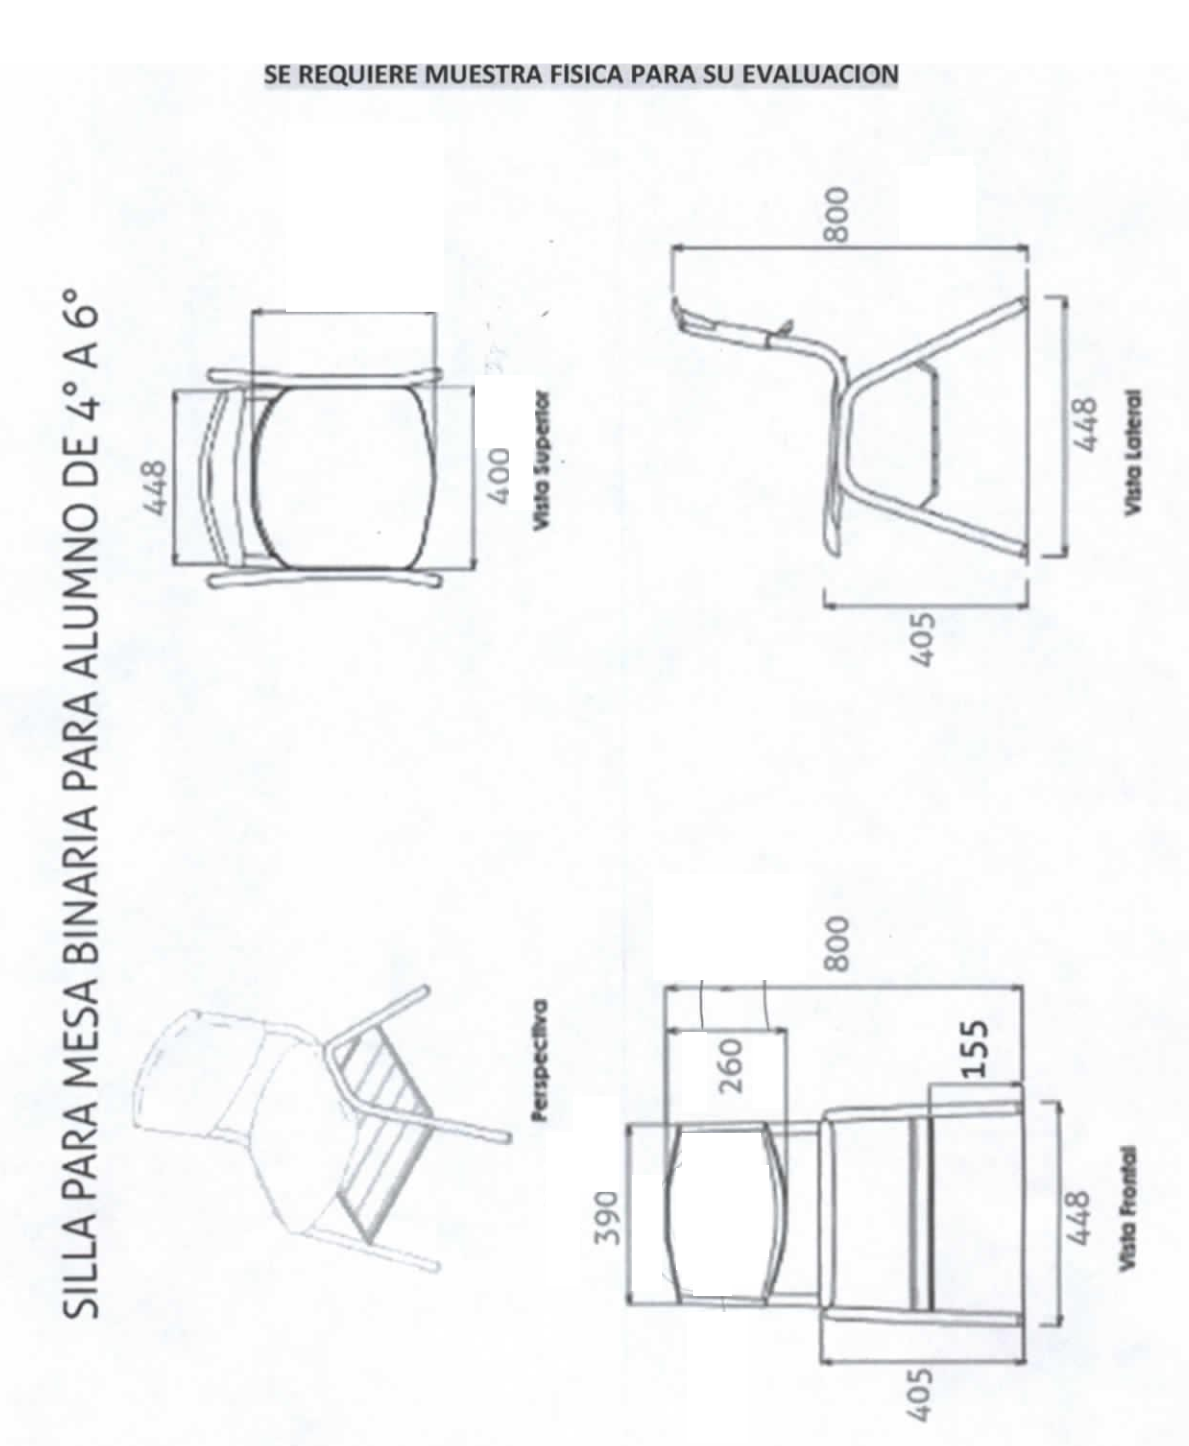 SE REQUIERE MUESTRA FISICA PARA SU EVALUACION
SILLA PARA MESA BINARIA PARA ALUMNO DE 4° A 6°
448
400
Vista Superior
800
448
405
Vista Lateral
Perspectiva
390
260
800
155
448
405
Vista Frontal